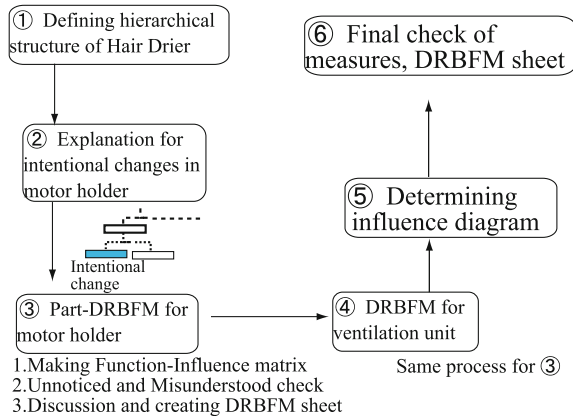 ① Defining hierarchical
structure of Hair Drier
② Explanation for
intentional changes in
motor holder
Intentional
change
③ Part-DRBFM for
motor holder
1.Making Function-Influence matrix
2.Unnoticed and Misunderstood check
3.Discussion and creating DRBFM sheet
④ DRBFM for
ventilation unit
Same process for ③
⑤ Determining
influence diagram
⑥ Final check of
measures, DRBFM sheet